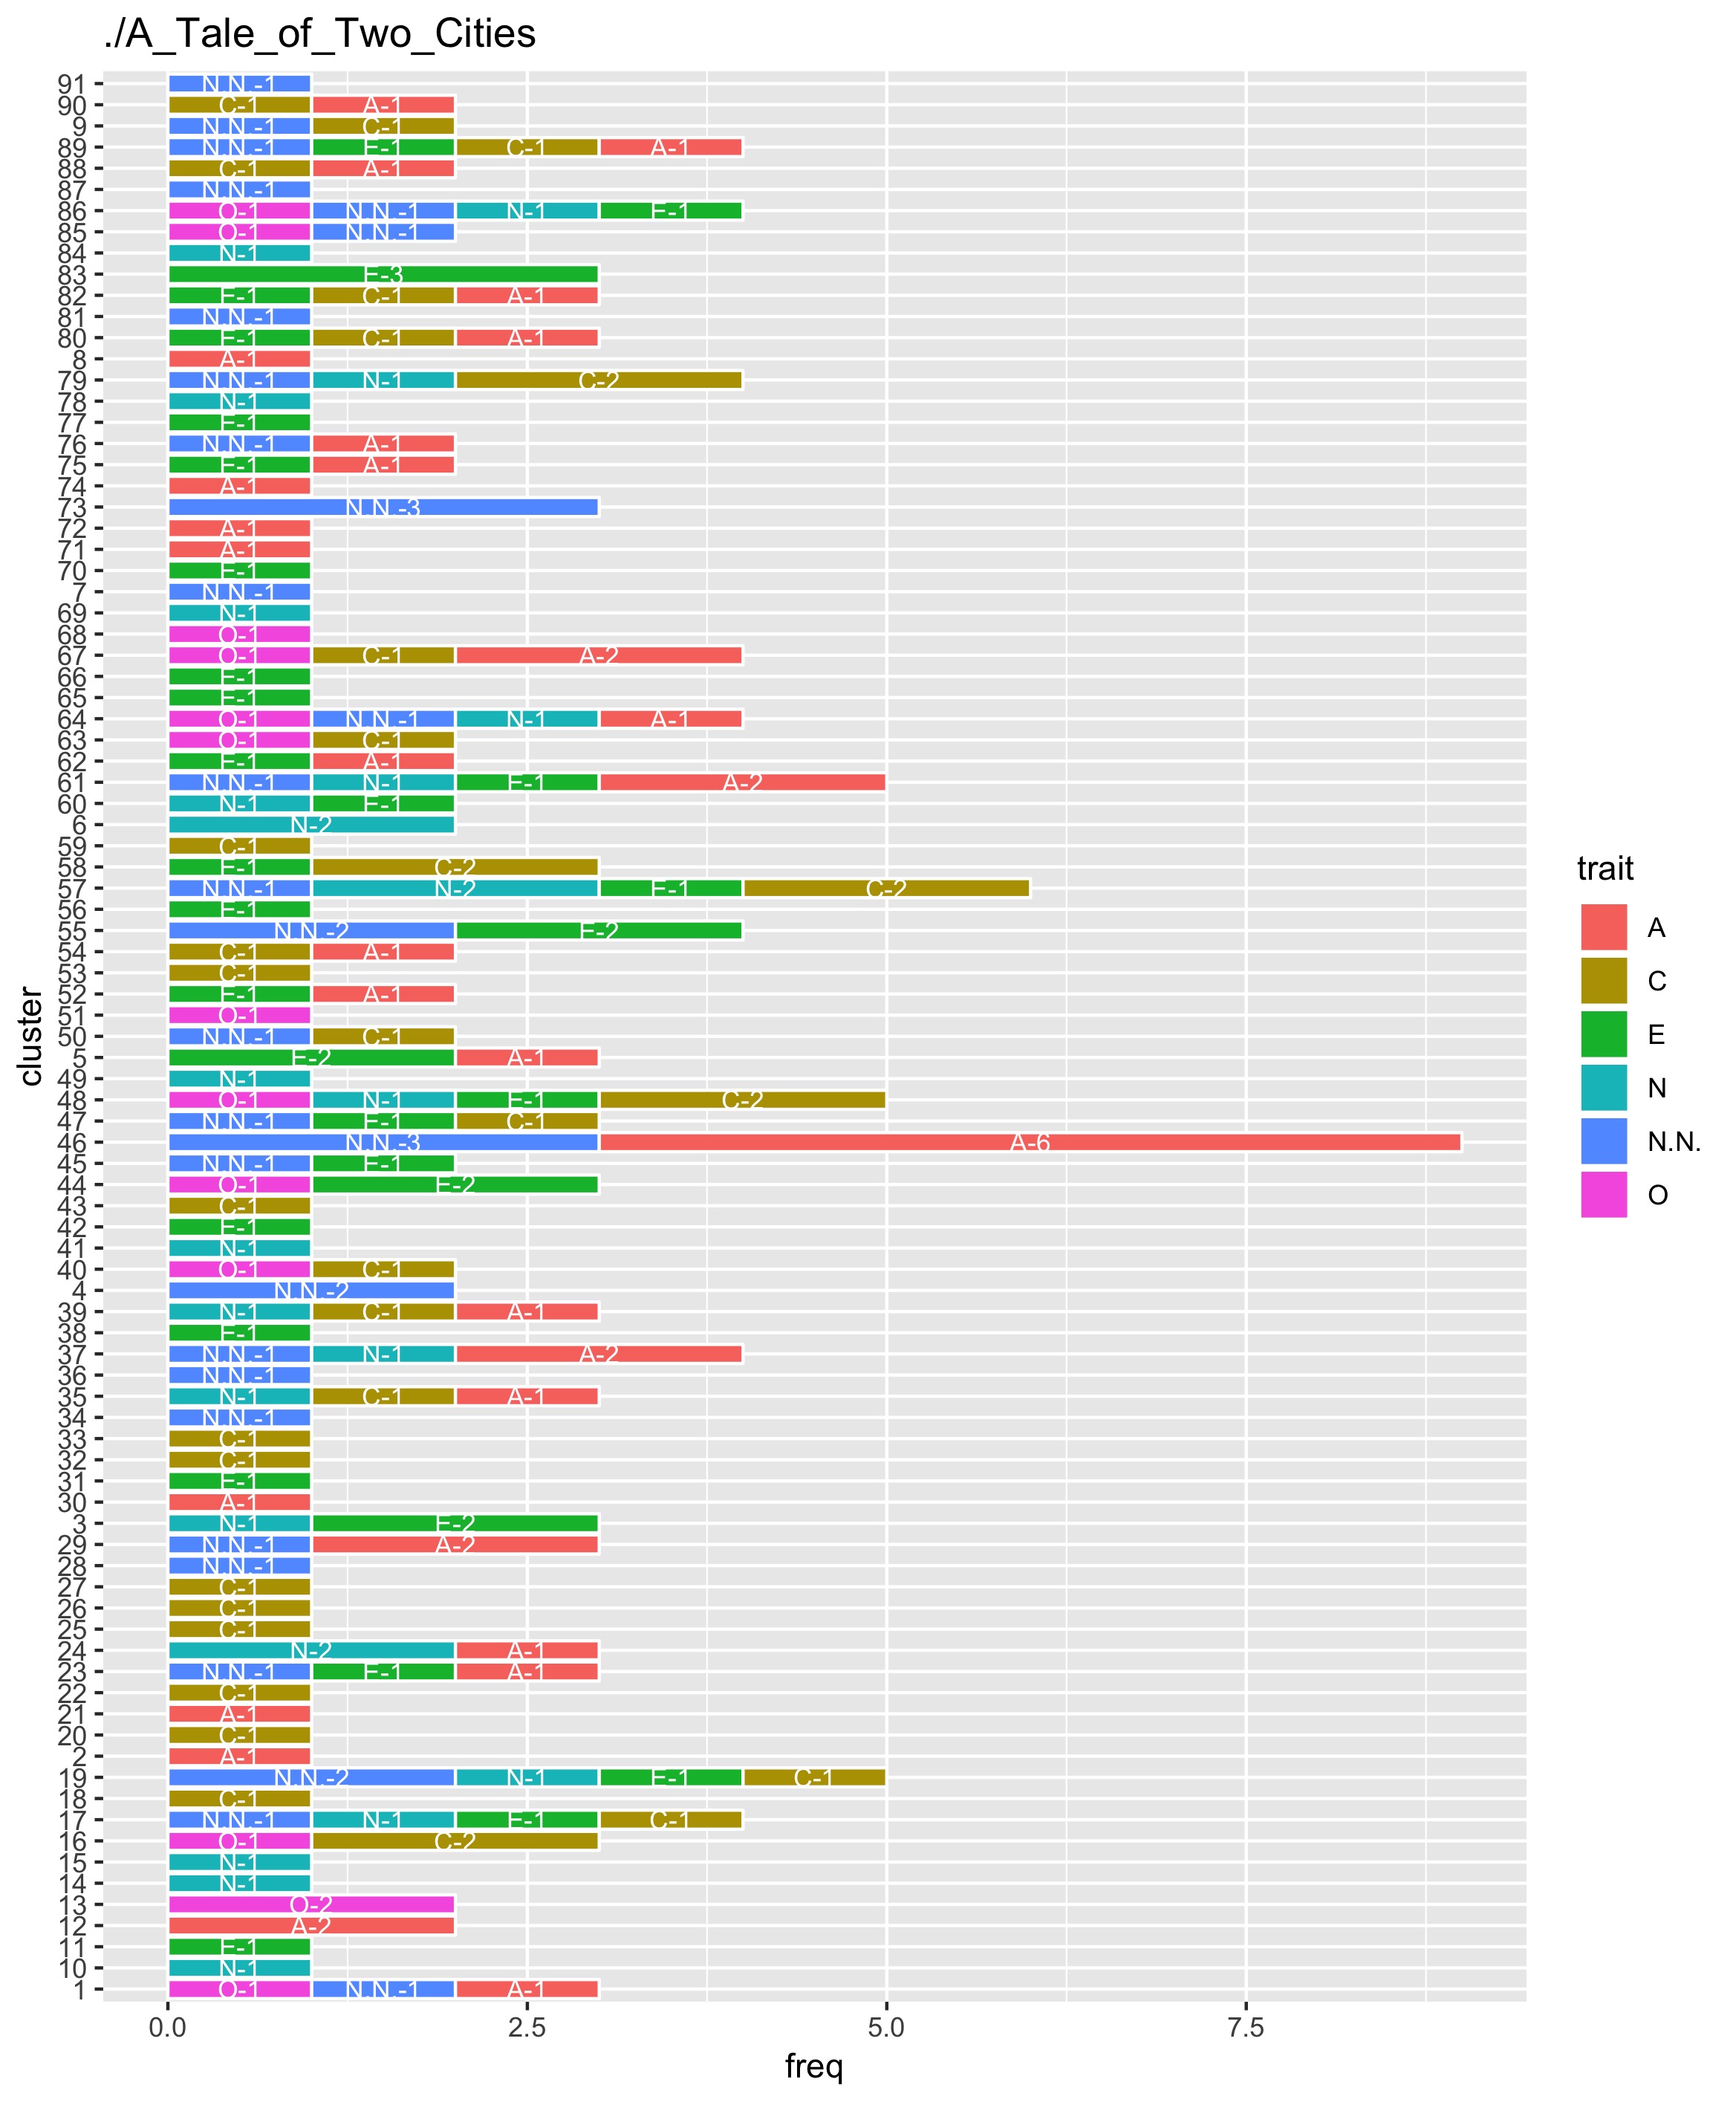 ./A_Tale_of_Two_Cities
91 N.N.-1
90 C-1 A-1
9 N.N.-1 C-1
89 N.N.-1 E-1 C-1 A-1
88 C-1 A-1
87 N.N.-1
86 O-1 N.N.-1 N-1 E-1
85 O-1 N.N.-1
84 N-1
83 E-3
82 E-1 C-1 A-1
81 N.N.-1
80 E-1 C-1 A-1
8 A-1
79 N.N.-1 N-1 C-2
78 N-1
77 E-1
76 N.N.-1 A-1
75 E-1 A-1
74 A-1
73 N.N.-3
72 A-1
71 A-1
70 E-1
7 N.N.-1
69 N-1
68 O-1
67 O-1 C-1 A-2
66 E-1
65 E-1
64 O-1 N.N.-1 N-1 A-1
63 O-1 C-1
62 E-1 A-1
61 N.N.-1 N-1 E-1 A-2
60 N-1 E-1
6 N-2
59 C-1
58 E-1 C-2
57 N.N.-1 N-2 E-1 C-2
56 E-1
55 N.N.-2 E-2
54 C-1 A-1
53 C-1
52 E-1 A-1
51 O-1
50 N.N.-1 C-1
5 E-2 A-1
49 N-1
48 O-1 N-1 E-1 C-2
47 N.N.-1 E-1 C-1
46 N.N.-3 A-6
45 N.N.-1 E-1
44 O-1 E-2
43 C-1
42 E-1
41 N-1
40 O-1 C-1
4 N.N.-2
39 N-1 C-1 A-1
38 E-1
37 N.N.-1 N-1 A-2
36 N.N.-1
35 N-1 C-1 A-1
34 N.N.-1
33 C-1
32 C-1
31 E-1
30 A-1
3 N-1 E-2
29 N.N.-1 A-2
28 N.N.-1
27 C-1
26 C-1
25 C-1
24 N-2 A-1
23 N.N.-1 E-1 A-1
22 C-1
21 A-1
20 C-1
2 A-1
19 N.N.-2 N-1 E-1 C-1
18 C-1
17 N.N.-1 N-1 E-1 C-1
16 O-1 C-2
15 N-1
14 N-1
13 O-2
12 A-2
11 E-1
10 N-1
1 O-1 N.N.-1 A-1
0.0 2.5 5.0 7.5
freq
cluster
trait
A
C
E
N
N.N.
O